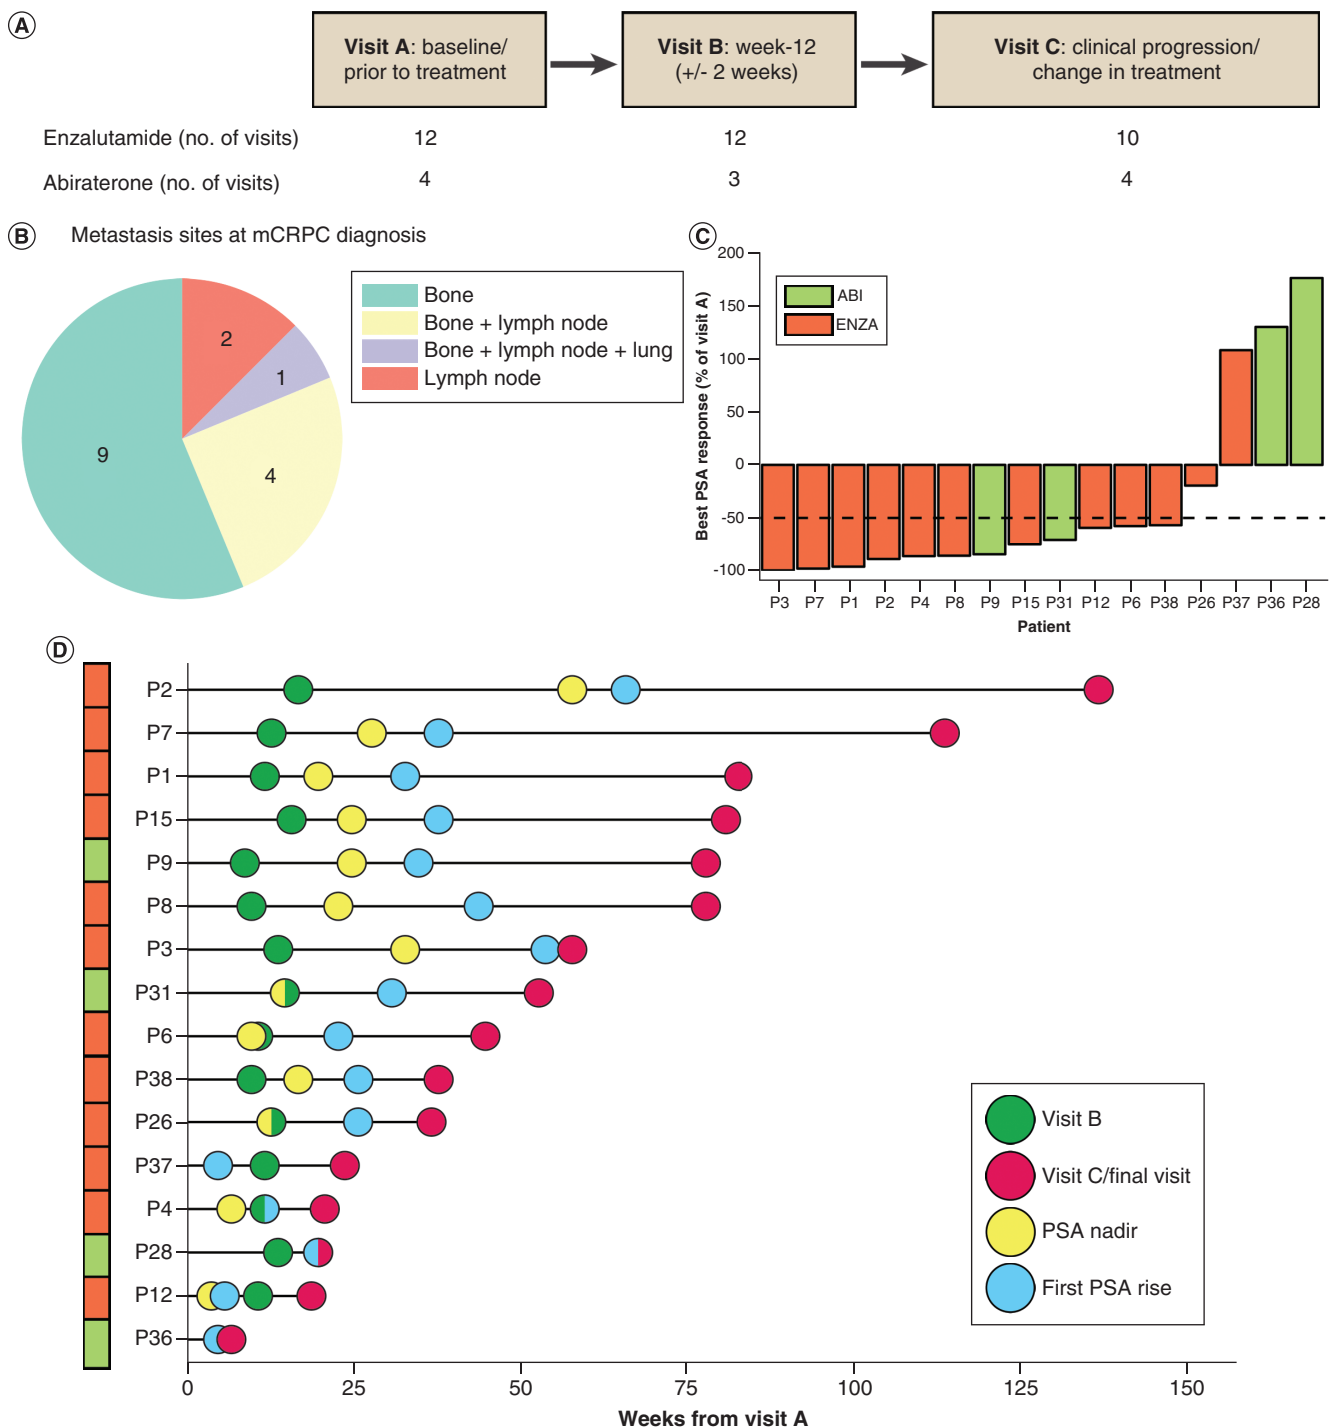 A
Visit A: baseline/
prior to treatment
Visit B: week-12
(+/- 2 weeks)
Visit C: clinical progression/
change in treatment
Enzalutamide (no. of visits) 12 12 10
Abiraterone (no. of visits) 4 3 4
B
Metastasis sites at mCRPC diagnosis
2
1
4
9
Bone
Bone + lymph node
Bone + lymph node + lung
Lymph node
C
Best PSA response (% of visit A)
200
150
100
50
0
-50
-100
ABI
ENZA
P3 P7 P1 P2 P4 P8 P9 P15 P31 P12 P6 P38 P26 P37 P36 P28
Patient
D
P2
P7
P1
P15
P9
P8
P3
P31
P6
P38
P26
P37
P4
P28
P12
P36
Visit B
Visit C/final visit
PSA nadir
First PSA rise
0 25 50 75 100 125 150
Weeks from visit A